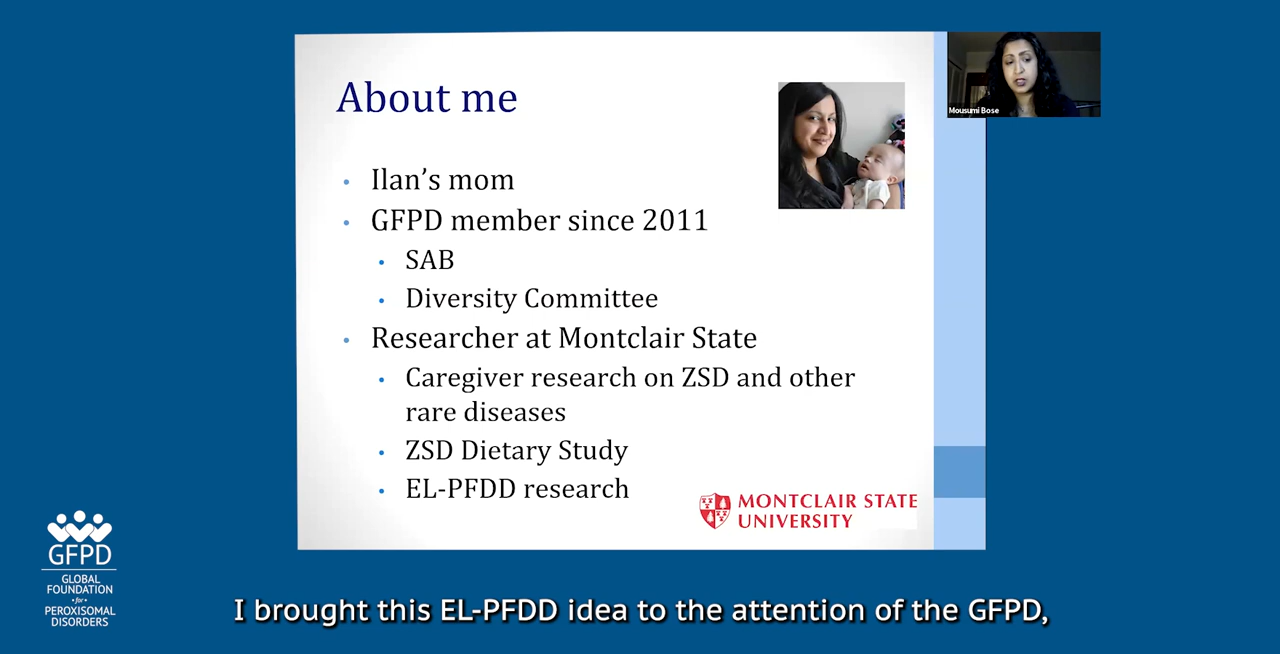 About me
Mousumi Bose
• Ilan’s mom
• GFPD member since 2011
• SAB
• Diversity Committee
• Researcher at Montclair State
• Caregiver research on ZSD and other
rare diseases
• ZSD Dietary Study
• EL-PFDD research
MONTCLAIR STATE
UNIVERSITY
GFPD
GLOBAL
FOUNDATION
for
PEROXISOMAL
DISORDERS
I brought this EL-PFDD idea to the attention of the GFPD,